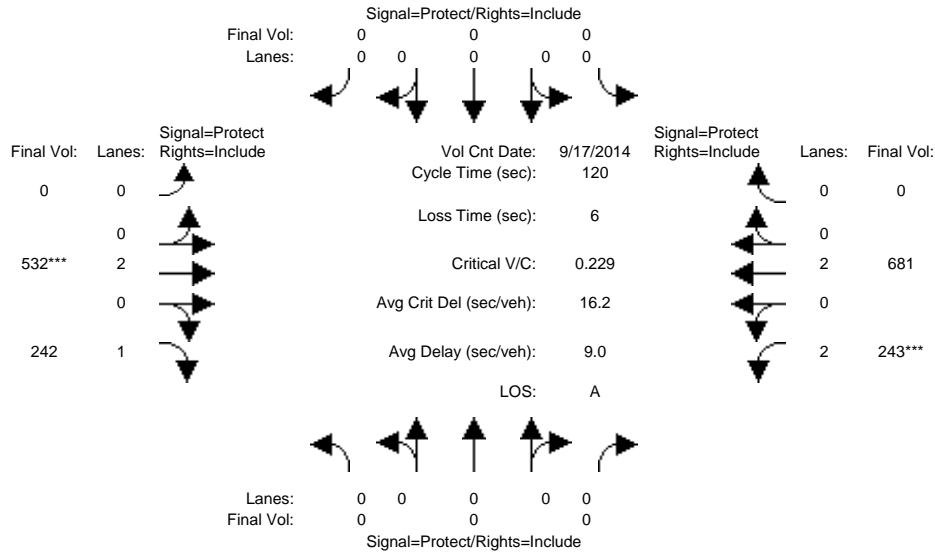 Signal=Protect/Rights=Include
Final Vol: 0 0 0
Lanes: 0 0 0 0 0
Signal=Protect
Final Vol: Lanes: Rights=Include
Vol Cnt Date: 9/17/2014
Signal=Protect
Rights=Include Lanes: Final Vol:
Cycle Time (sec): 120
0 0
0 0
Loss Time (sec): 6
0
0
532*** 2
Critical V/C: 0.229
2 681
0
Avg Crit Del (sec/veh): 16.2
0
242 1
Avg Delay (sec/veh): 9.0
2 243***
LOS: A
Lanes: 0 0 0 0 0
Final Vol: 0 0 0
Signal=Protect/Rights=Include